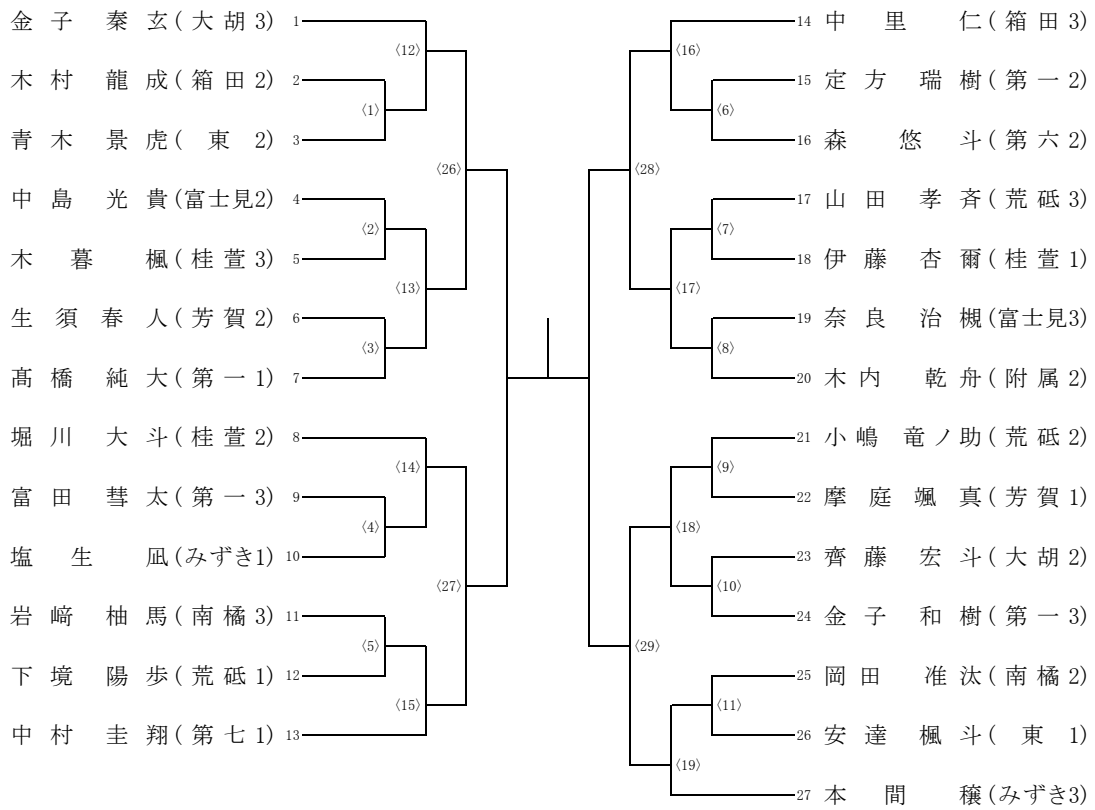 金子 秦玄(大胡3) 1
〈12〉
木村 龍成(箱田2) 2
〈1〉
青木 景虎(東 2) 3
〈26〉
中島 光貴(富士見2) 4
〈2〉
木暮 楓(桂萱3) 5
〈13〉
生須春人(芳賀2) 6
〈3〉
髙橋純大(第一1) 7
堀川 大斗(桂萱2) 8
〈14〉
富田 彗太(第一3) 9
〈4〉
塩生 凪(みずき1) 10
〈27〉
岩﨑 柚馬(南橘3) 11
〈5〉
下境 陽歩(荒砥1) 12
〈15〉
中村 圭翔(第七1) 13
14 中里 仁(箱田3)
〈16〉
15 定方 瑞樹(第一2)
〈6〉
16 森 悠斗(第六2)
〈28〉
17 山田 孝斉(荒砥3)
〈7〉
18 伊藤 杏爾(桂萱1)
〈17〉
19 奈良 治槻(富士見3)
〈8〉
20 木内 乾舟(附属2)
21 小嶋 竜ノ助(荒砥2)
〈9〉
22 摩庭颯真(芳賀1)
〈18〉
23 齊藤 宏斗(大胡2)
〈10〉
24 金子 和樹(第一3)
〈29〉
25 岡田 准汰(南橘2)
〈11〉
26 安達 楓斗(東 1)
〈19〉
27 本間 穣(みずき3)